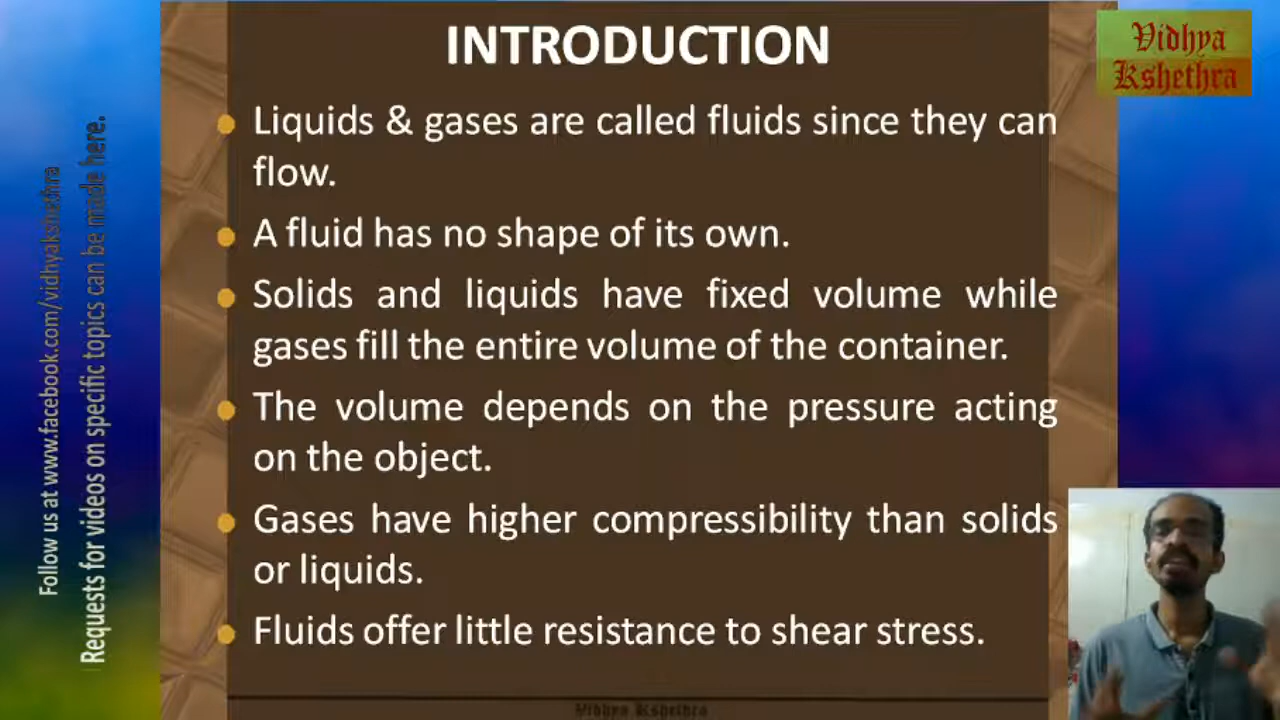 INTRODUCTION
Vidhya
Kshethra
Liquids & gases are called fluids since they can
flow.
A fluid has no shape of its own.
Solids and liquids have fixed volume while
gases fill the entire volume of the container.
The volume depends on the pressure acting
on the object.
Gases have higher compressibility than solids
or liquids.
Fluids offer little resistance to shear stress.
Follow us at www.facebook.com/vidhyakshethra
Requests for videos on specific topics can be made here.
Vidhya Kshethra